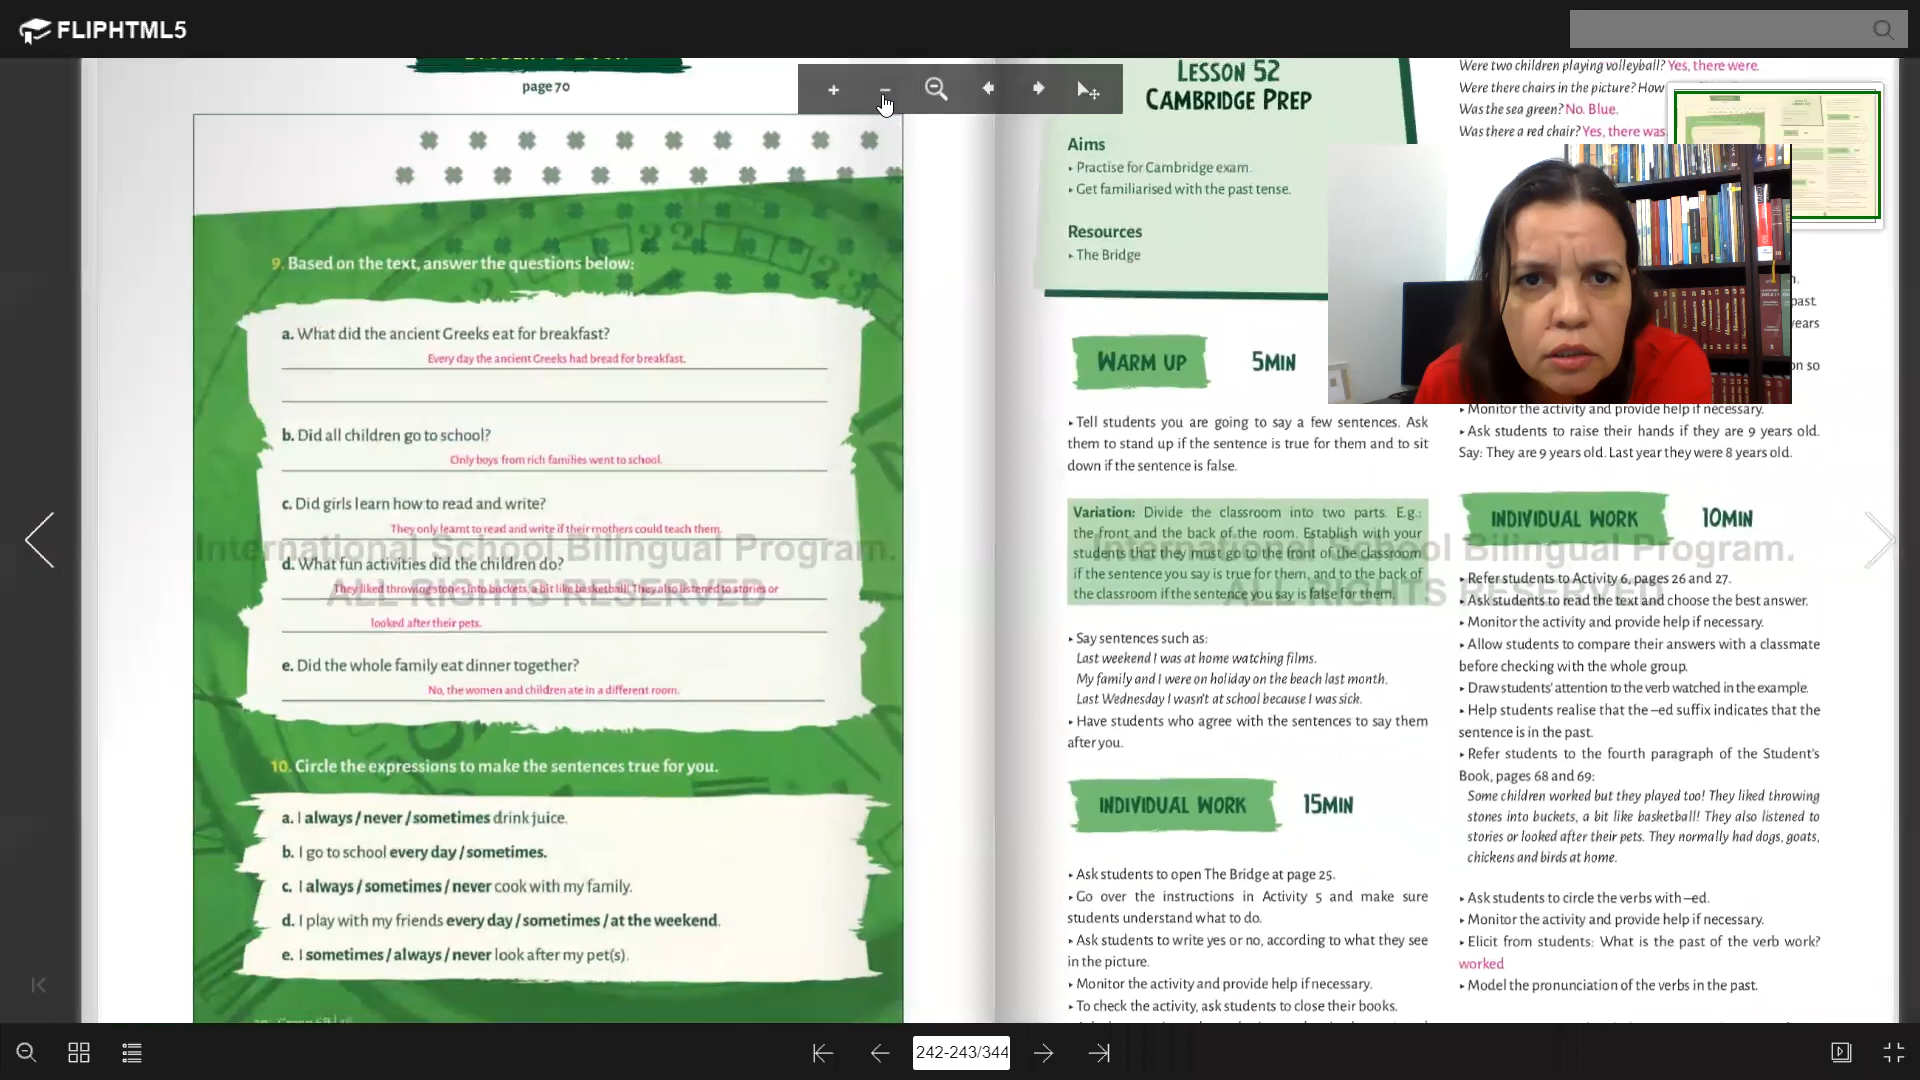 FLIPHTML5
page 70
9. Based on the text, answer the questions below:
a. What did the ancient Greeks eat for breakfast?
Every day the ancient Greeks had bread for breakfast.
b. Did all children go to school?
Only boys from rich families went to school.
c. Did girls learn how to read and write?
They only learnt to read and write if their mothers could teach them.
d. What fun activities did the children do?
They liked throwing stones into buckets, a bit like basketball! They also listened to stories or
looked after their pets.
e. Did the whole family eat dinner together?
No, the women and children ate in a different room.
10. Circle the expressions to make the sentences true for you.
a. I always / never / sometimes drink juice.
b. I go to school every day / sometimes.
c. I always / sometimes / never cook with my family.
d. I play with my friends every day / sometimes / at the weekend.
e. I sometimes / always / never look after my pet(s).
International School Bilingual Program.
ALL RIGHTS RESERVED
LESSON 52
CAMBRIDGE PREP
Aims
▸ Practise for Cambridge exam.
▸ Get familiarised with the past tense.
Resources
▸ The Bridge
WARM UP 5MIN
▸ Tell students you are going to say a few sentences. Ask
them to stand up if the sentence is true for them and to sit
down if the sentence is false.
Variation: Divide the classroom into two parts. E.g.:
the front and the back of the room. Establish with your
students that they must go to the front of the classroom
if the sentence you say is true for them, and to the back of
the classroom if the sentence you say is false for them.
▸ Say sentences such as:
Last weekend I was at home watching films.
My family and I were on holiday on the beach last month.
Last Wednesday I wasn't at school because I was sick.
▸ Have students who agree with the sentences to say them
after you.
INDIVIDUAL WORK 15MIN
▸ Ask students to open The Bridge at page 25.
▸ Go over the instructions in Activity 5 and make sure
students understand what to do.
▸ Ask students to write yes or no, according to what they see
in the picture.
▸ Monitor the activity and provide help if necessary.
▸ To check the activity, ask students to close their books.
Were two children playing volleyball? Yes, there were.
Were there chairs in the picture? How
Was the sea green? No. Blue.
Was there a red chair? Yes, there was
past
years
on so
▸ Monitor the activity and provide help if necessary.
▸ Ask students to raise their hands if they are 9 years old.
Say: They are 9 years old. Last year they were 8 years old.
INDIVIDUAL WORK 10MIN
▸ Refer students to Activity 6, pages 26 and 27.
▸ Ask students to read the text and choose the best answer.
▸ Monitor the activity and provide help if necessary.
▸ Allow students to compare their answers with a classmate
before checking with the whole group.
▸ Draw students' attention to the verb watched in the example.
▸ Help students realise that the –ed suffix indicates that the
sentence is in the past.
▸ Refer students to the fourth paragraph of the Student's
Book, pages 68 and 69:
Some children worked but they played too! They liked throwing
stones into buckets, a bit like basketball! They also listened to
stories or looked after their pets. They normally had dogs, goats,
chickens and birds at home.
▸ Ask students to circle the verbs with –ed.
▸ Monitor the activity and provide help if necessary.
▸ Elicit from students: What is the past of the verb work?
worked
▸ Model the pronunciation of the verbs in the past.
l Bilingual Program.
ALL RIGHTS RESERVED
242-243/344